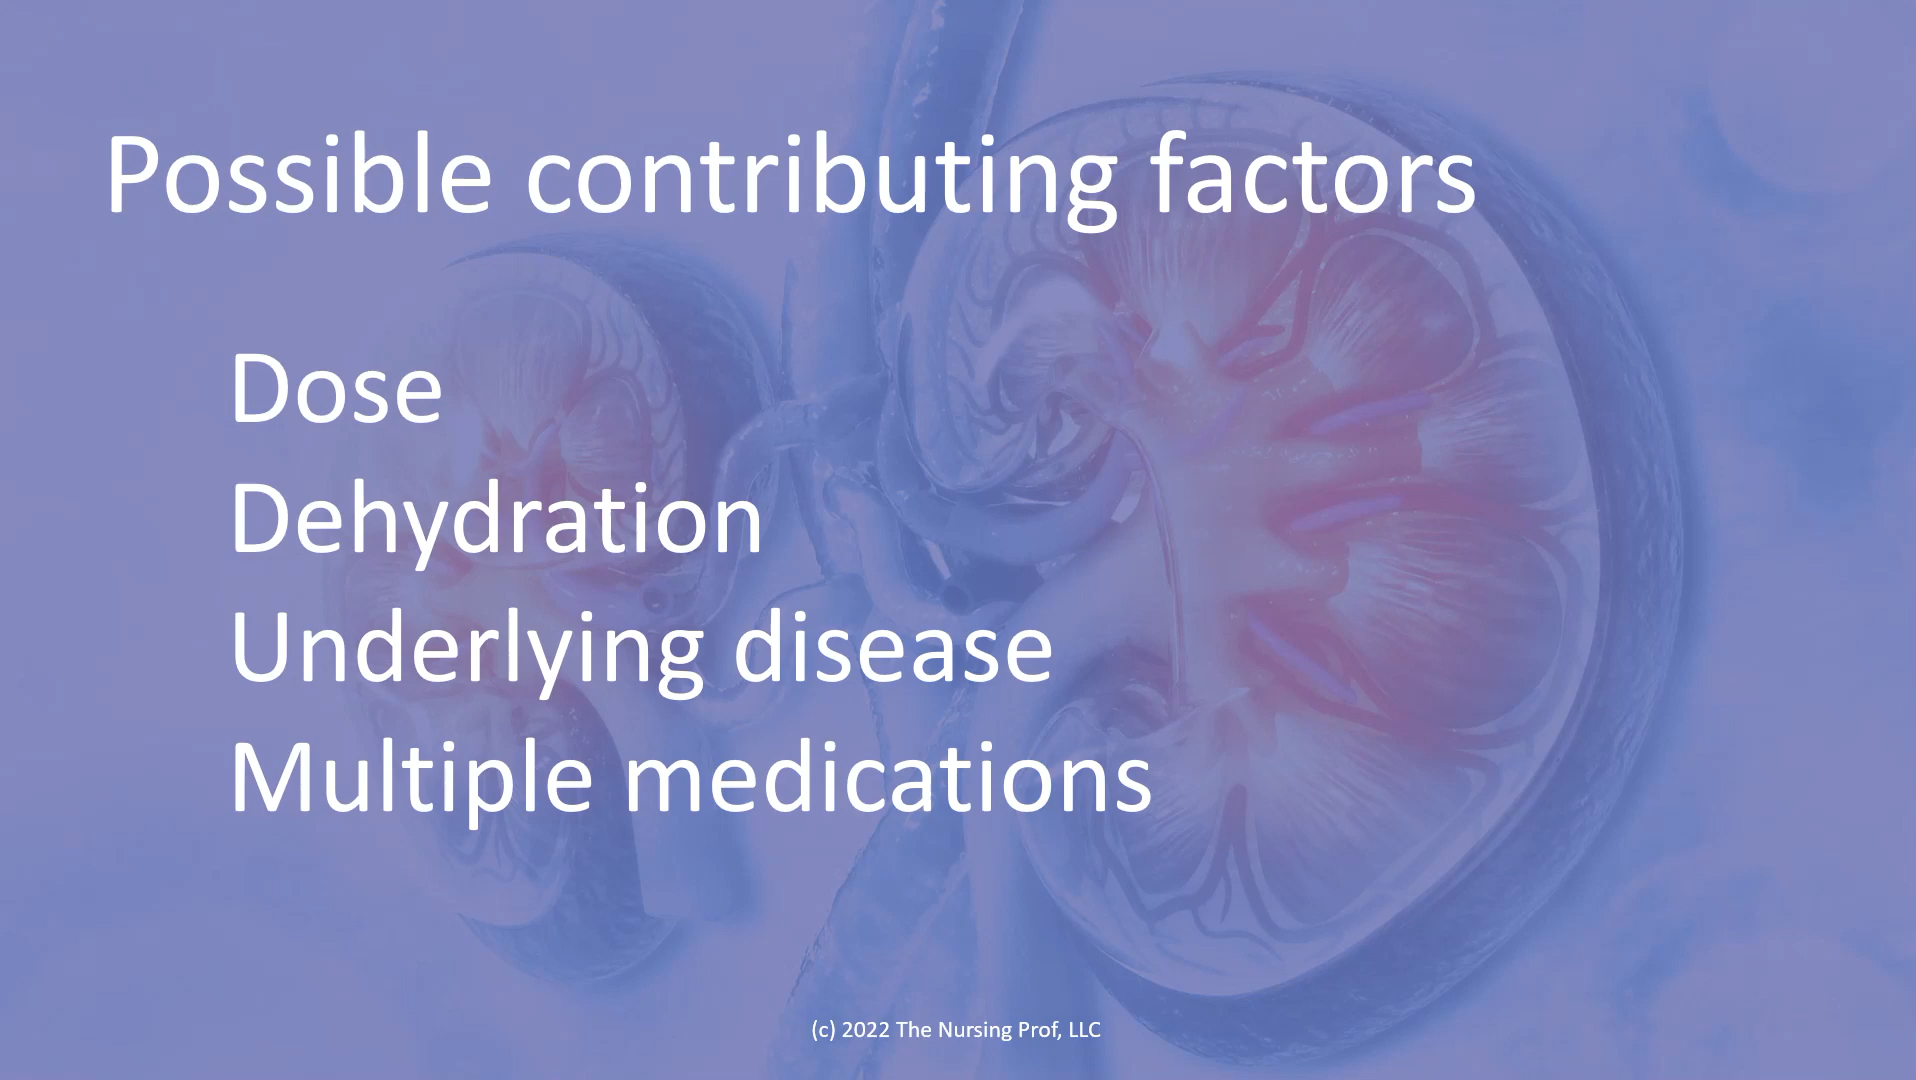 Possible contributing factors
Dose
Dehydration
Underlying disease
Multiple medications
(c) 2022 The Nursing Prof, LLC